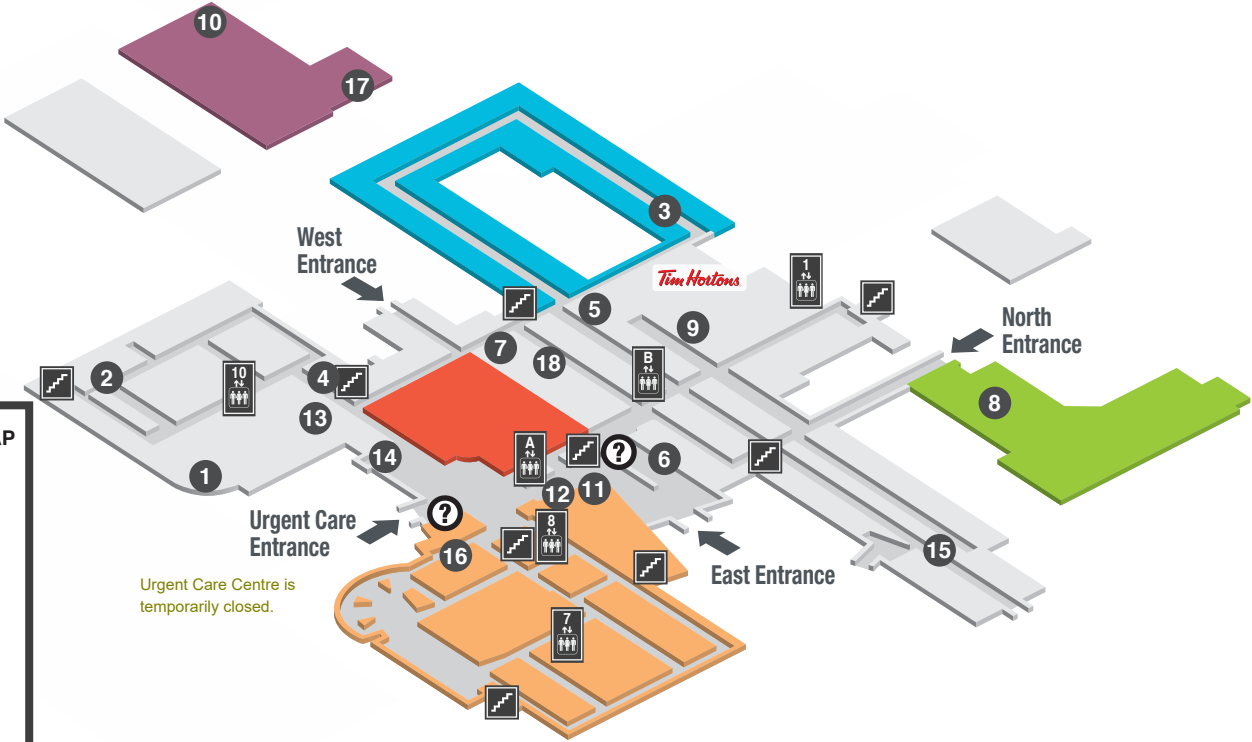 10
17
3
West
Entrance
Tim Hortons
1
5
9
North
Entrance
7
18
B
2
10
4
8
13
A
?
6
14
1
12
11
?
Urgent Care
Entrance
8
16
15
East Entrance
Urgent Care Centre is
temporarily closed.
7